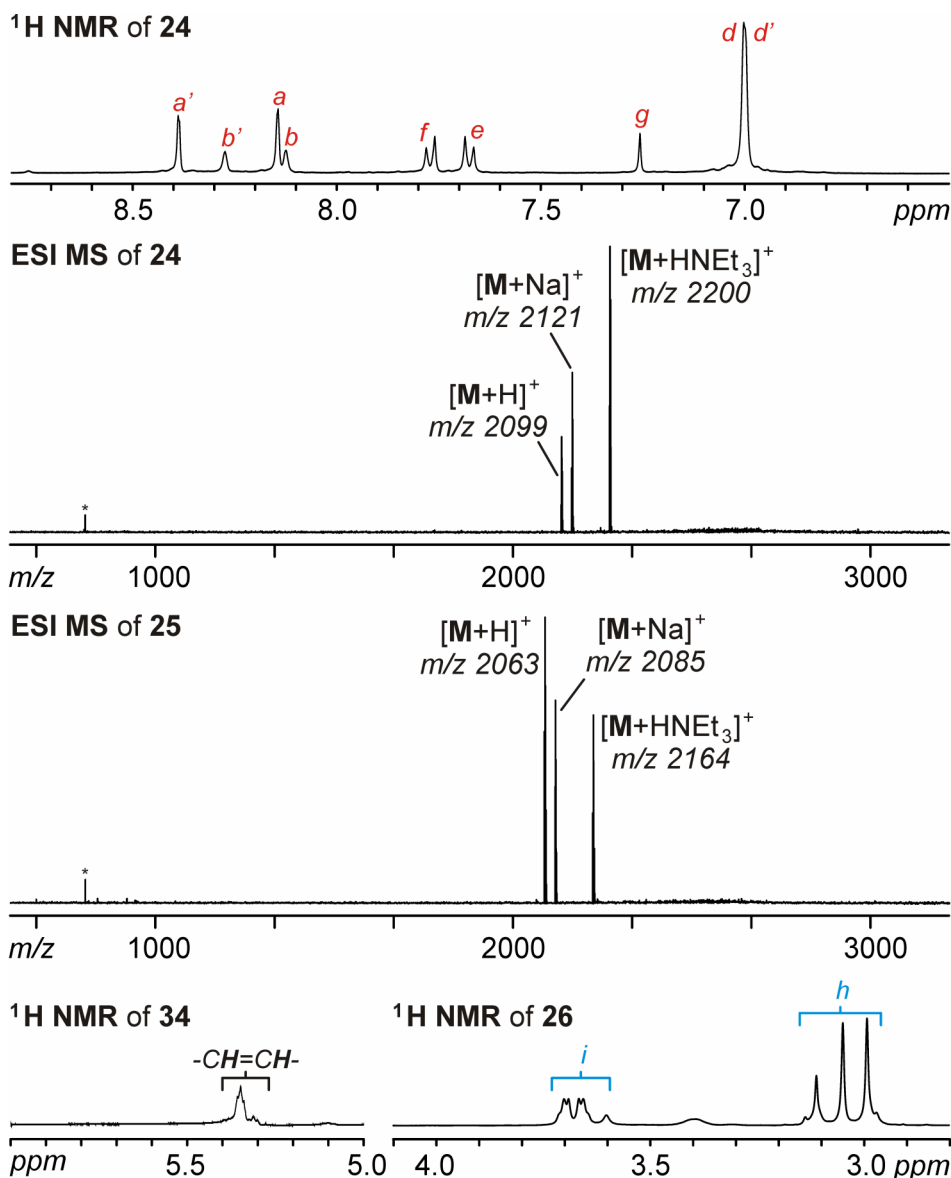 ¹H NMR of 24
a’
b’
a
b
f
e
g
d d’
8.5 8.0 7.5 7.0 ppm
ESI MS of 24
[M+HNEt₃]⁺
m/z 2200
[M+Na]⁺
m/z 2121
[M+H]⁺
m/z 2099
*
m/z 1000 2000 3000
ESI MS of 25
[M+H]⁺
m/z 2063
[M+Na]⁺
m/z 2085
[M+HNEt₃]⁺
m/z 2164
*
m/z 1000 2000 3000
¹H NMR of 34
-CH=CH-
ppm 5.5 5.0
¹H NMR of 26
i
h
4.0 3.5 3.0 ppm